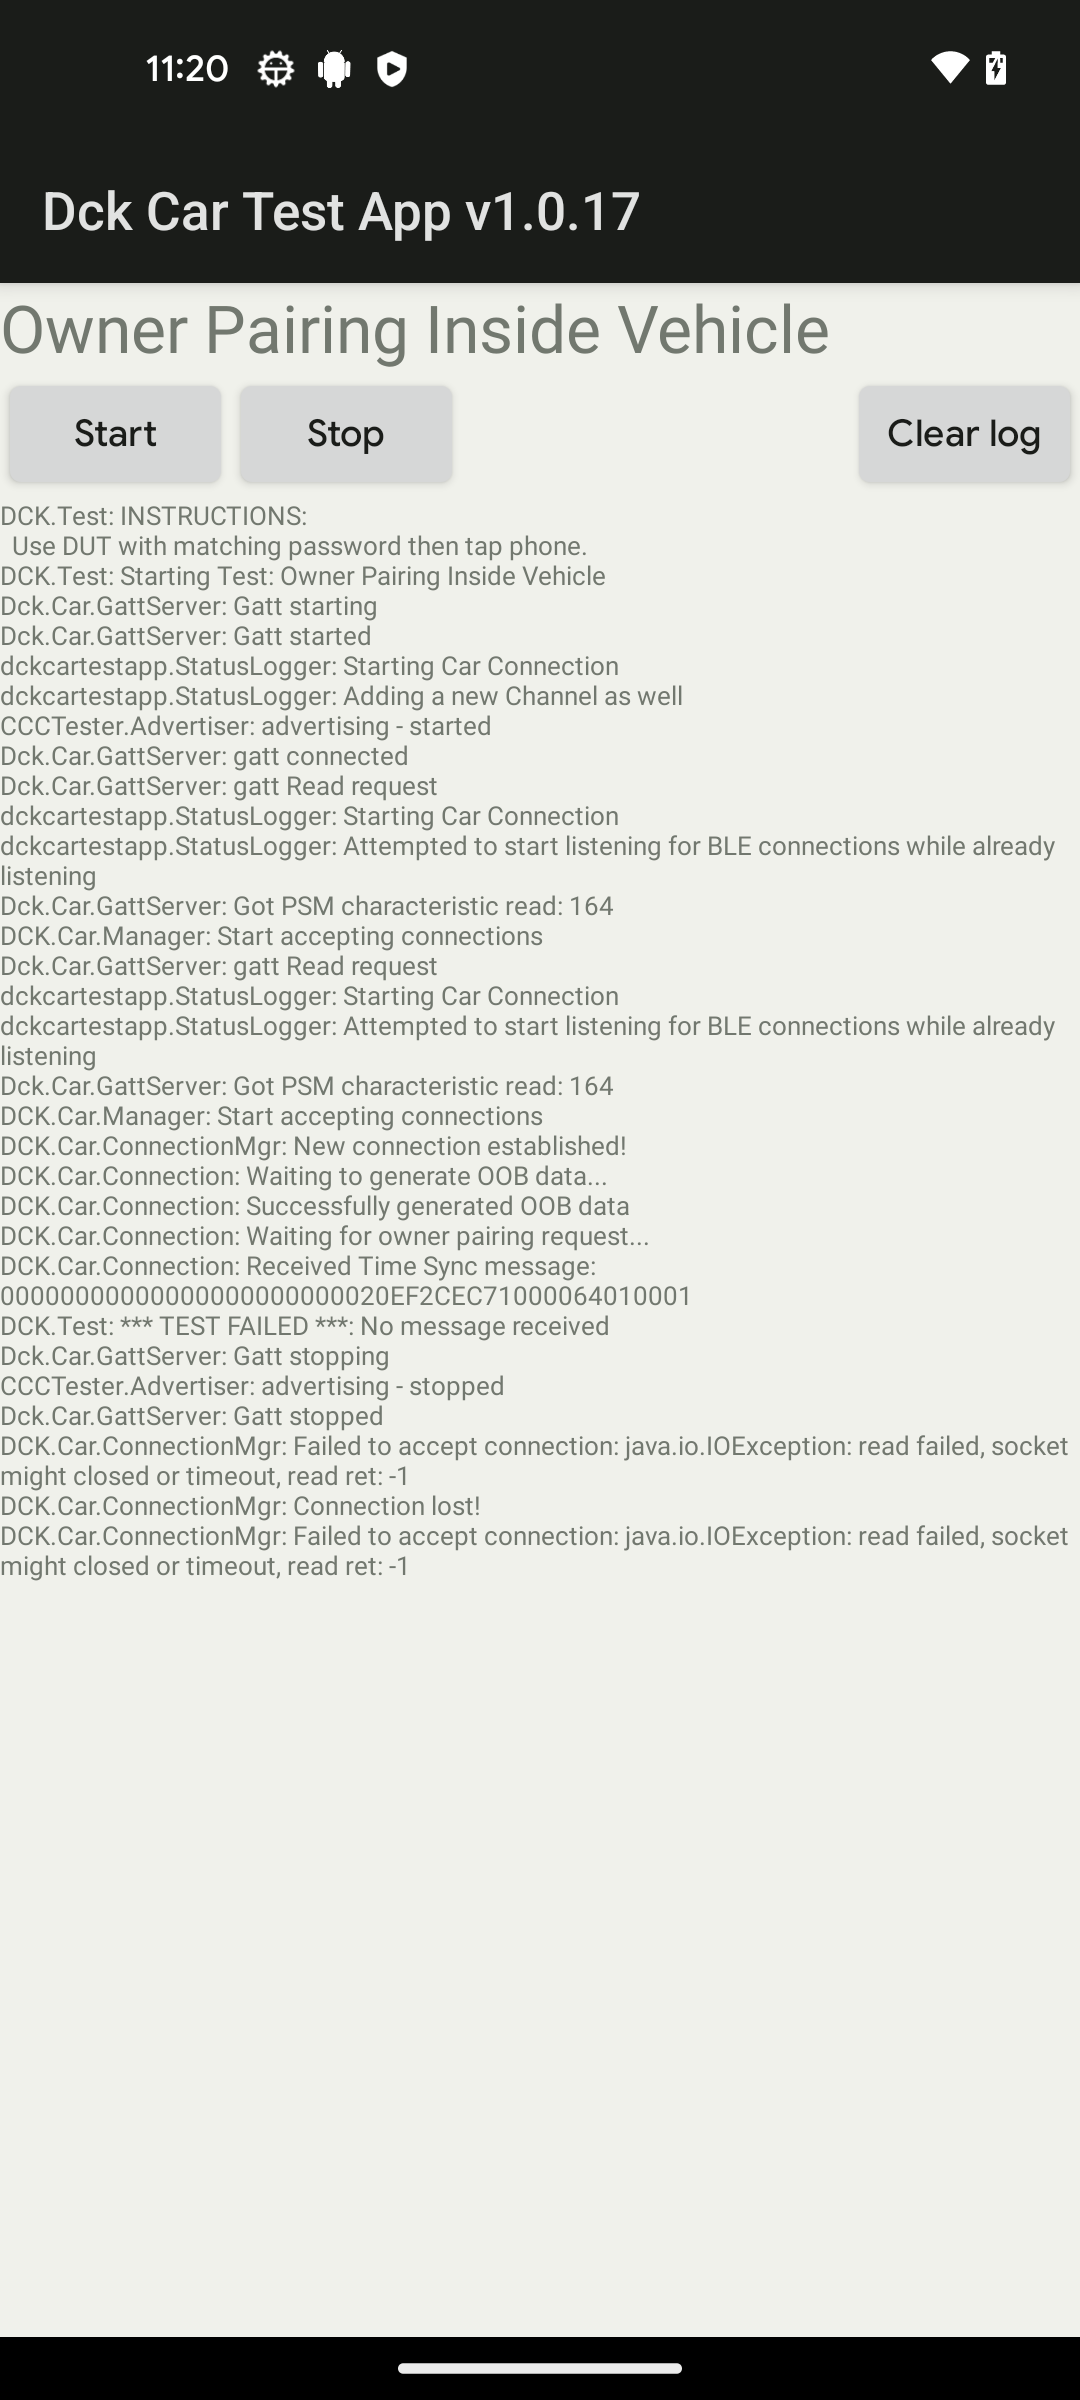 11:20
Dck Car Test App v1.0.17
Owner Pairing Inside Vehicle
Start Stop Clear log
DCK.Test: INSTRUCTIONS:
Use DUT with matching password then tap phone.
DCK.Test: Starting Test: Owner Pairing Inside Vehicle
Dck.Car.GattServer: Gatt starting
Dck.Car.GattServer: Gatt started
dckcartestapp.StatusLogger: Starting Car Connection
dckcartestapp.StatusLogger: Adding a new Channel as well
CCCTester.Advertiser: advertising - started
Dck.Car.GattServer: gatt connected
Dck.Car.GattServer: gatt Read request
dckcartestapp.StatusLogger: Starting Car Connection
dckcartestapp.StatusLogger: Attempted to start listening for BLE connections while already
listening
Dck.Car.GattServer: Got PSM characteristic read: 164
DCK.Car.Manager: Start accepting connections
Dck.Car.GattServer: gatt Read request
dckcartestapp.StatusLogger: Starting Car Connection
dckcartestapp.StatusLogger: Attempted to start listening for BLE connections while already
listening
Dck.Car.GattServer: Got PSM characteristic read: 164
DCK.Car.Manager: Start accepting connections
DCK.Car.ConnectionMgr: New connection established!
DCK.Car.Connection: Waiting to generate OOB data...
DCK.Car.Connection: Successfully generated OOB data
DCK.Car.Connection: Waiting for owner pairing request...
DCK.Car.Connection: Received Time Sync message:
00000000000000000000000020EF2CEC71000064010001
DCK.Test: *** TEST FAILED ***: No message received
Dck.Car.GattServer: Gatt stopping
CCCTester.Advertiser: advertising - stopped
Dck.Car.GattServer: Gatt stopped
DCK.Car.ConnectionMgr: Failed to accept connection: java.io.IOException: read failed, socket
might closed or timeout, read ret: -1
DCK.Car.ConnectionMgr: Connection lost!
DCK.Car.ConnectionMgr: Failed to accept connection: java.io.IOException: read failed, socket
might closed or timeout, read ret: -1